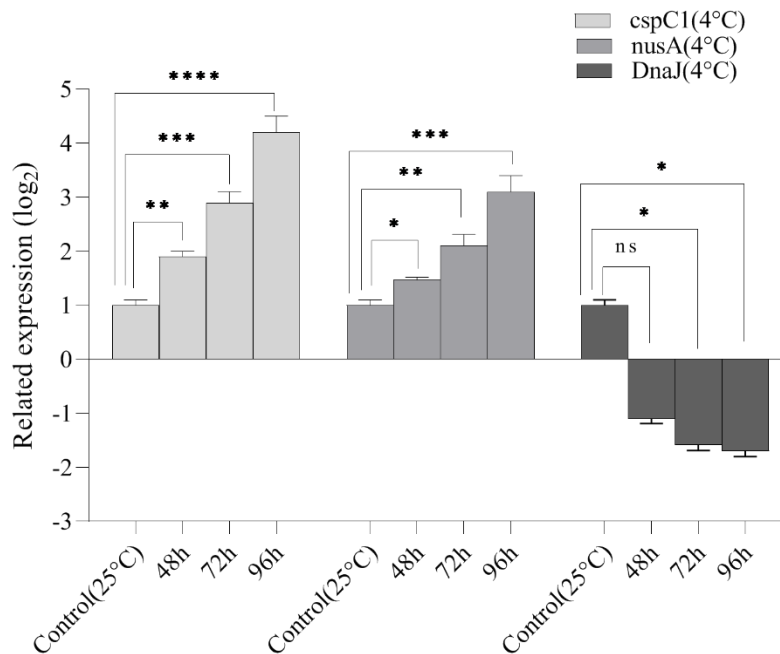 cspC1(4°C)
nusA(4°C)
DnaJ(4°C)
Related expression (log₂)
5
4
3
2
1
0
-1
-2
-3
****
***
**
***
**
*
*
*
ns
Control(25°C)
48h
72h
96h
Control(25°C)
48h
72h
96h
Control(25°C)
48h
72h
96h